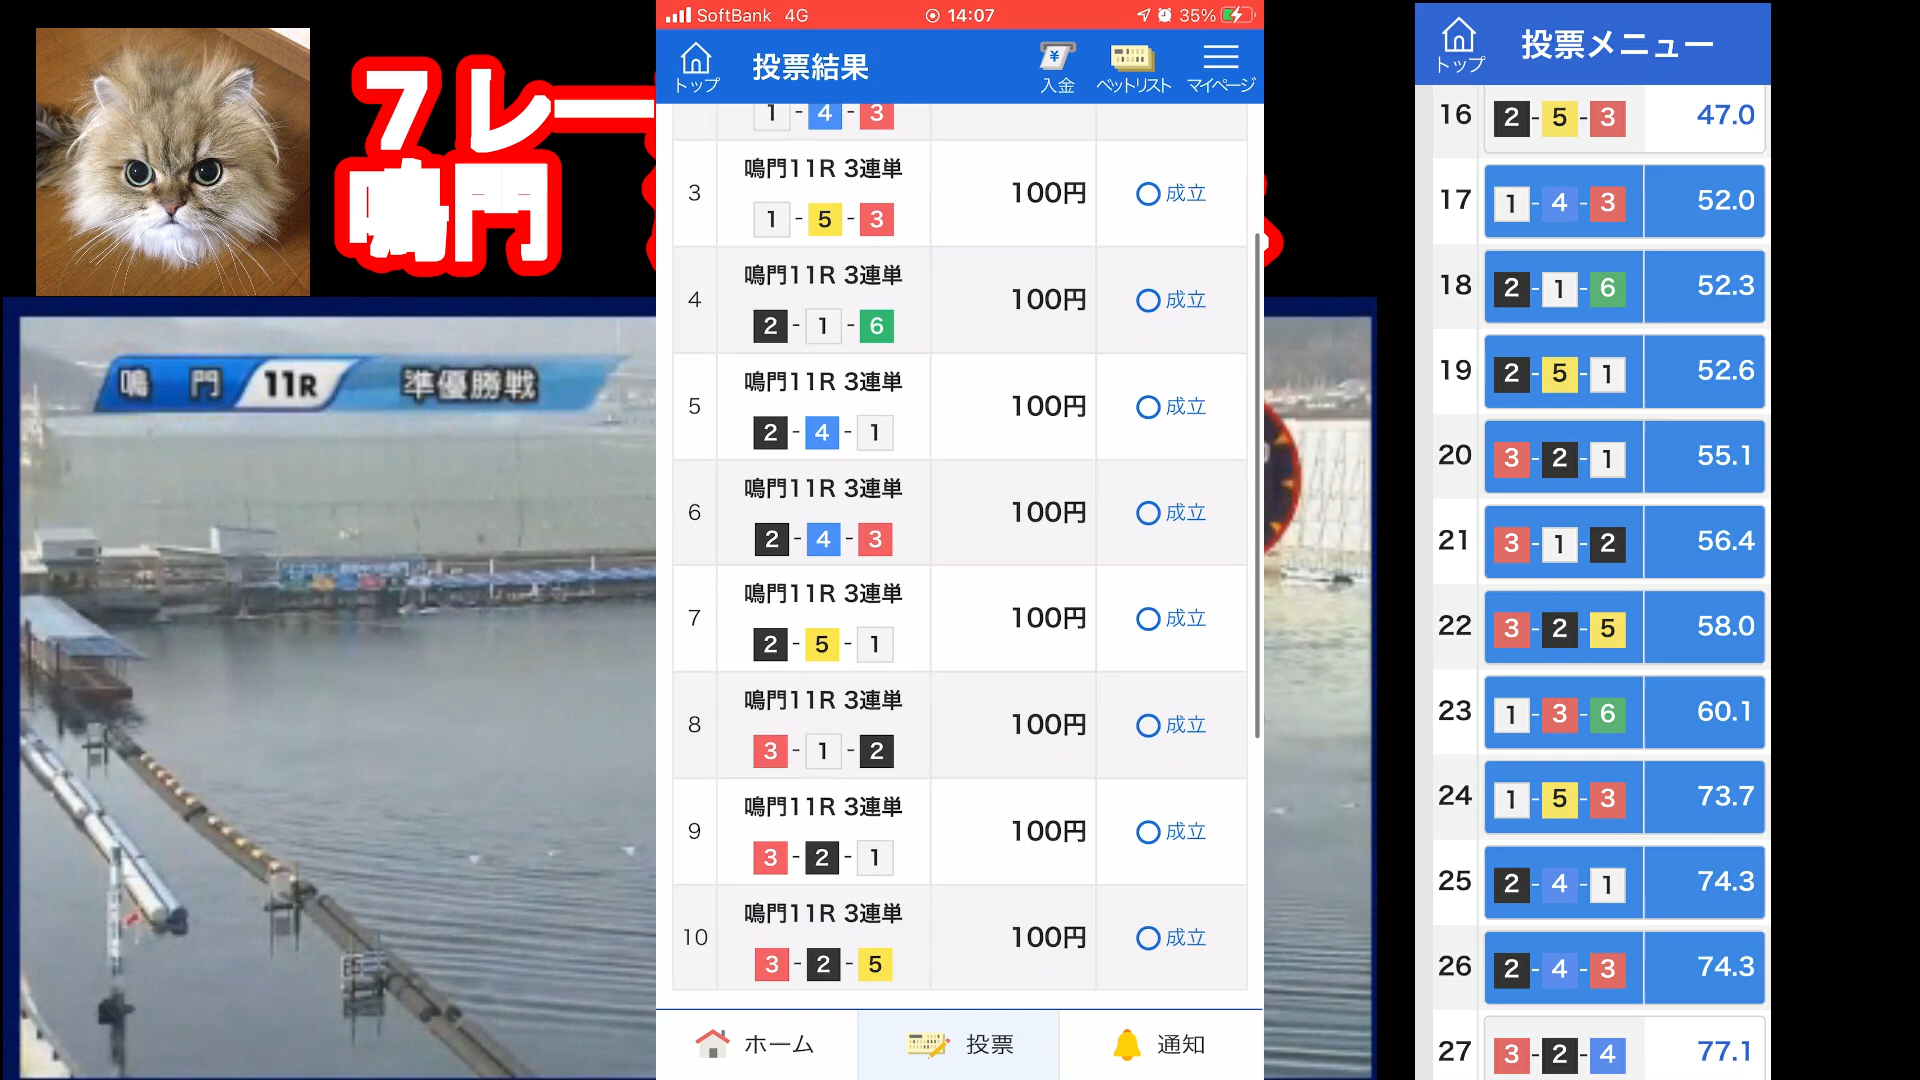 7レー
鳴門
鳴 門 11R 準優勝戦
SoftBank 4G 14:07 35%
トップ 投票結果 入金 ベットリスト マイページ
1 - 4 - 3
3 鳴門11R 3連単 100円 成立
1 - 5 - 3
4 鳴門11R 3連単 100円 成立
2 - 1 - 6
5 鳴門11R 3連単 100円 成立
2 - 4 - 1
6 鳴門11R 3連単 100円 成立
2 - 4 - 3
7 鳴門11R 3連単 100円 成立
2 - 5 - 1
8 鳴門11R 3連単 100円 成立
3 - 1 - 2
9 鳴門11R 3連単 100円 成立
3 - 2 - 1
10 鳴門11R 3連単 100円 成立
3 - 2 - 5
ホーム 投票 通知
トップ 投票メニュー
16 2 - 5 - 3 47.0
17 1 - 4 - 3 52.0
18 2 - 1 - 6 52.3
19 2 - 5 - 1 52.6
20 3 - 2 - 1 55.1
21 3 - 1 - 2 56.4
22 3 - 2 - 5 58.0
23 1 - 3 - 6 60.1
24 1 - 5 - 3 73.7
25 2 - 4 - 1 74.3
26 2 - 4 - 3 74.3
27 3 - 2 - 4 77.1